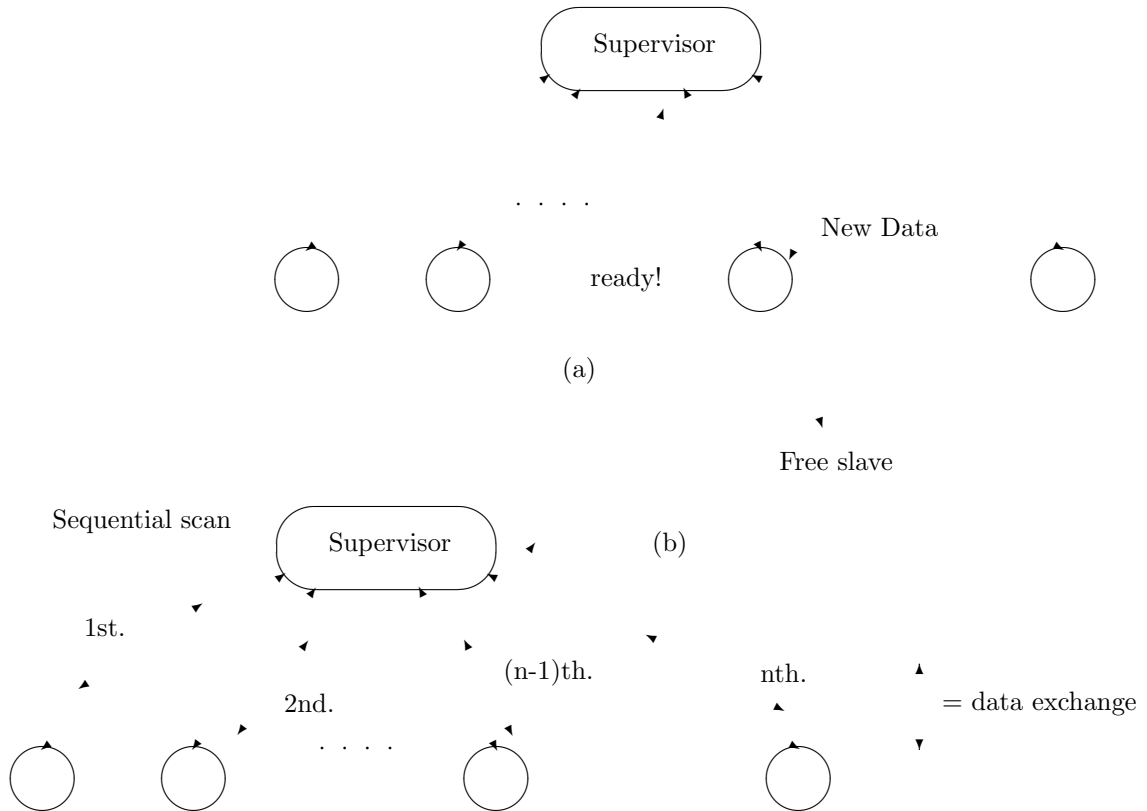 Supervisor
. . . .
New Data
ready!
(a)
Free slave
Sequential scan
Supervisor
(b)
1st.
(n-1)th.
nth.
2nd.
= data exchange
. . . .